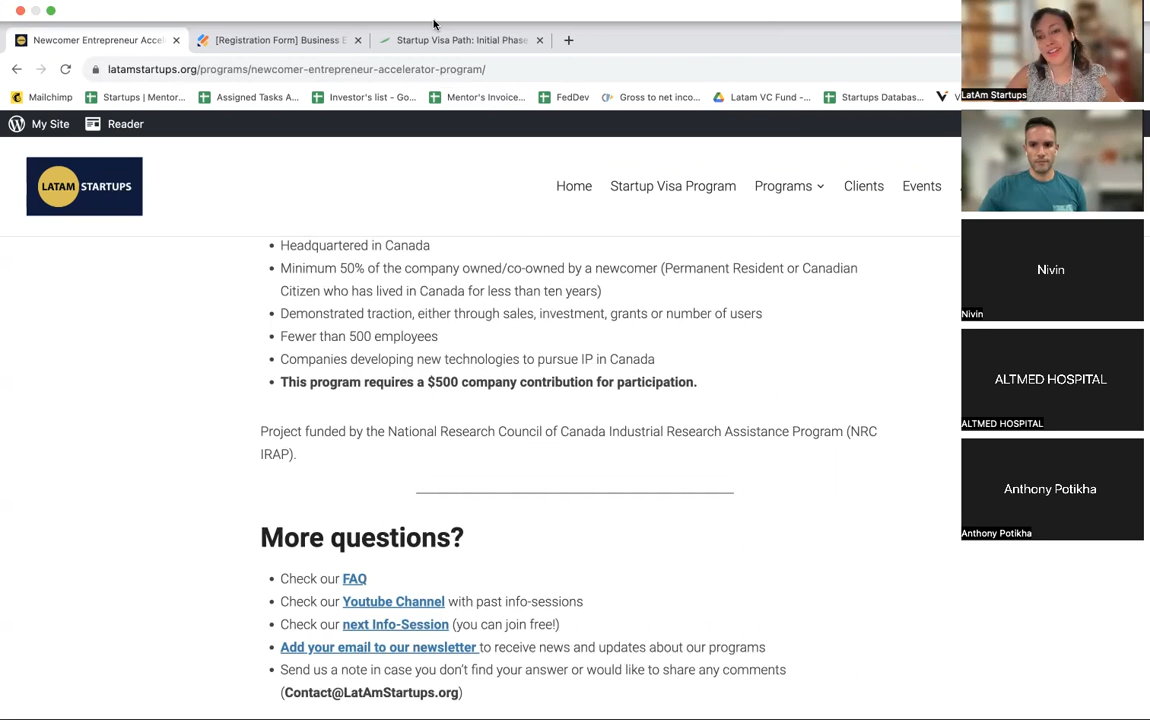 Newcomer Entrepreneur Accel
[Registration Form] Business E
Startup Visa Path: Initial Phase
latamstartups.org/programs/newcomer-entrepreneur-accelerator-program/
Mailchimp
Startups | Mentor...
Assigned Tasks A...
Investor's list - Go...
Mentor's Invoice...
FedDev
Gross to net inco...
Latam VC Fund -...
Startups Databas...
My Site
Reader
LATAM STARTUPS
Home
Startup Visa Program
Programs
Clients
Events
Headquartered in Canada
Minimum 50% of the company owned/co-owned by a newcomer (Permanent Resident or Canadian
Citizen who has lived in Canada for less than ten years)
Demonstrated traction, either through sales, investment, grants or number of users
Fewer than 500 employees
Companies developing new technologies to pursue IP in Canada
This program requires a $500 company contribution for participation.
Project funded by the National Research Council of Canada Industrial Research Assistance Program (NRC
IRAP).
More questions?
Check our FAQ
Check our Youtube Channel with past info-sessions
Check our next Info-Session (you can join free!)
Add your email to our newsletter to receive news and updates about our programs
Send us a note in case you don't find your answer or would like to share any comments
(Contact@LatAmStartups.org)
LatAm Startups
Nivin
Nivin
ALTMED HOSPITAL
ALTMED HOSPITAL
Anthony Potikha
Anthony Potikha